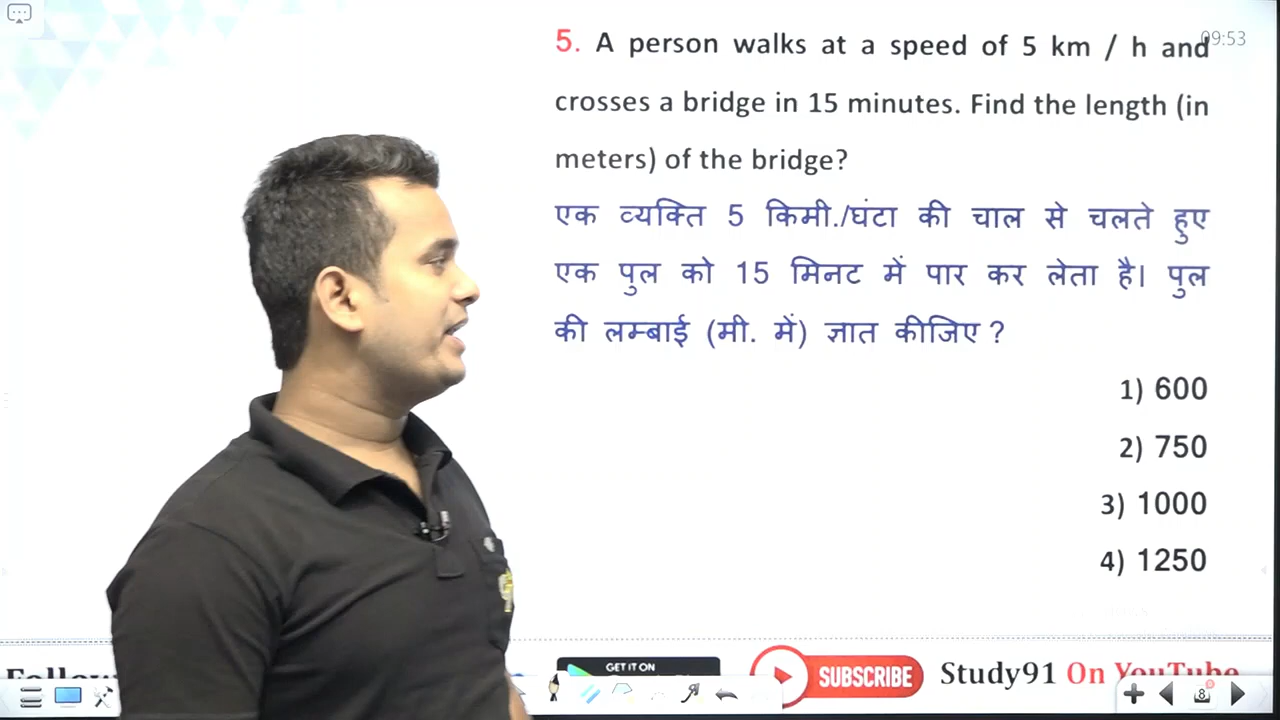 09:53
5. A person walks at a speed of 5 km / h and
crosses a bridge in 15 minutes. Find the length (in
meters) of the bridge?
एक व्यक्ति 5 किमी./घंटा की चाल से चलते हुए
एक पुल को 15 मिनट में पार कर लेता है। पुल
की लम्बाई (मी. में) ज्ञात कीजिए ?
1) 600
2) 750
3) 1000
4) 1250
GET IT ON
SUBSCRIBE
Study91 On YouTube
8